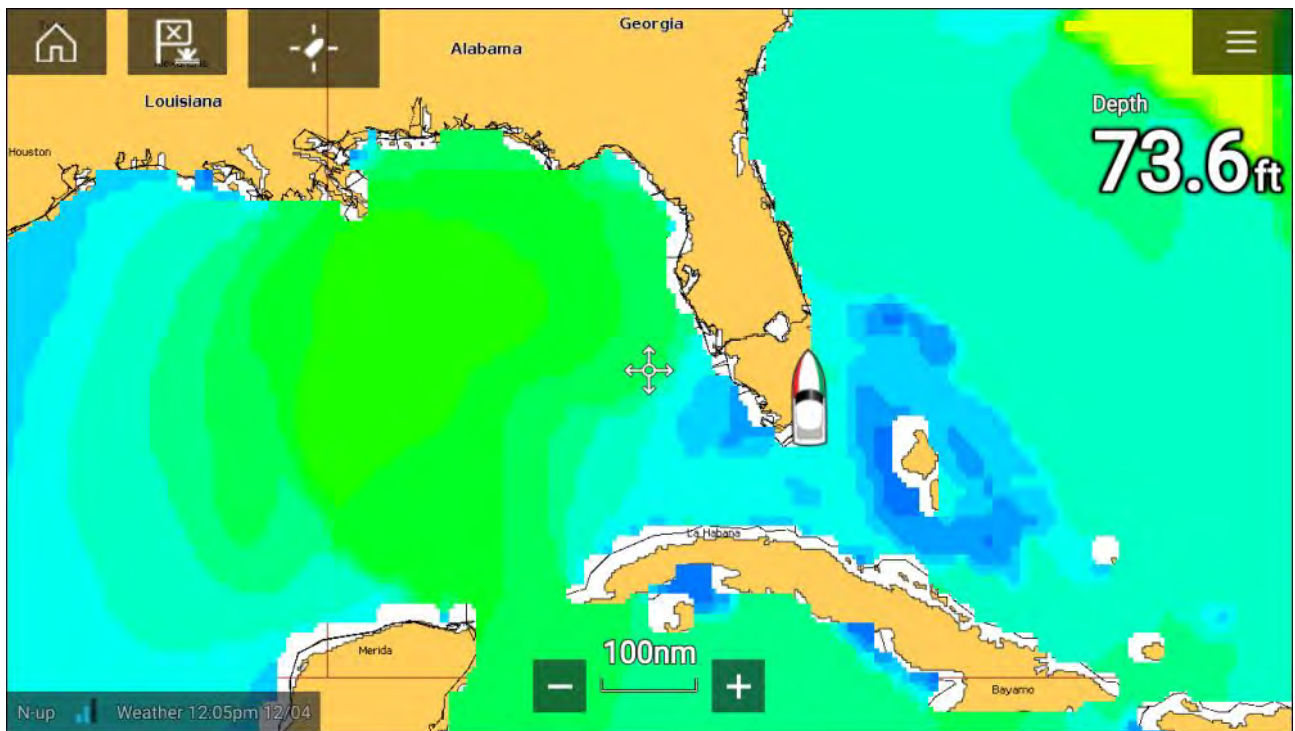 Georgia
Alabama
Louisiana
Houston
Depth
73.6ft
La Habana
100nm
Merida
Bayamo
N-up
Weather 12:05pm 12/04